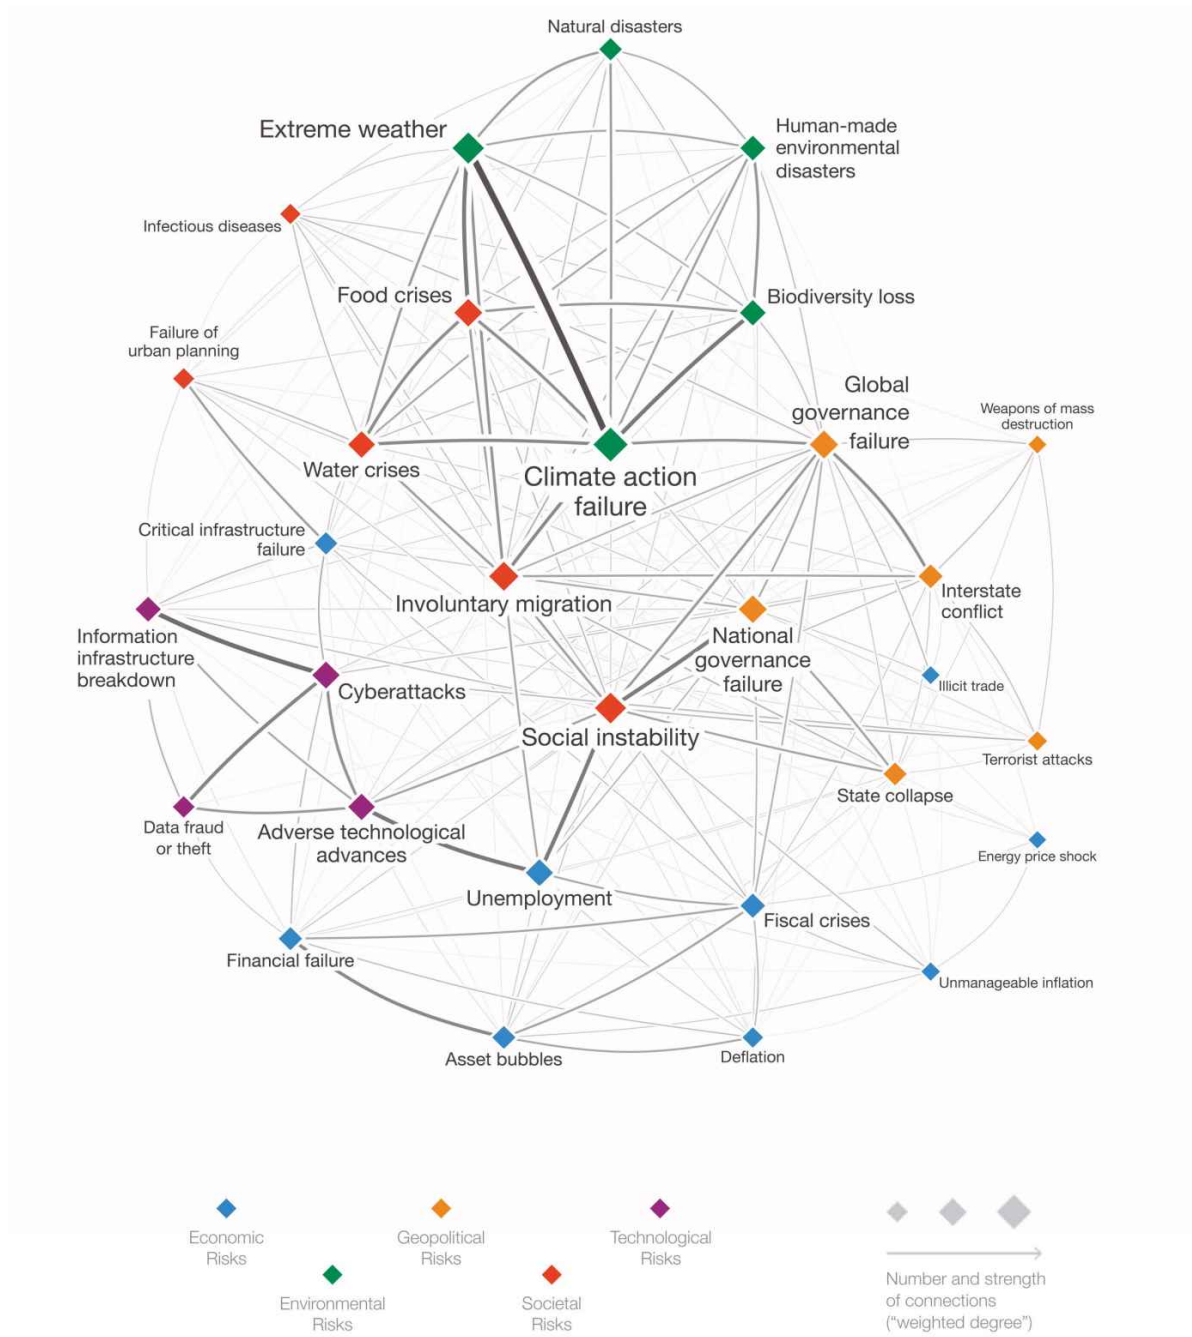 Natural disasters
Extreme weather
Human-made
environmental
disasters
Infectious diseases
Food crises
Biodiversity loss
Failure of
urban planning
Global
governance
failure
Weapons of mass
destruction
Water crises
Climate action
failure
Critical infrastructure
failure
Involuntary migration
Interstate
conflict
Information
infrastructure
breakdown
National
governance
failure
Cyberattacks
Illicit trade
Social instability
Terrorist attacks
State collapse
Data fraud
or theft
Adverse technological
advances
Energy price shock
Unemployment
Fiscal crises
Financial failure
Unmanageable inflation
Asset bubbles
Deflation
Economic
Risks
Geopolitical
Risks
Technological
Risks
Environmental
Risks
Societal
Risks
Number and strength
of connections
(“weighted degree”)